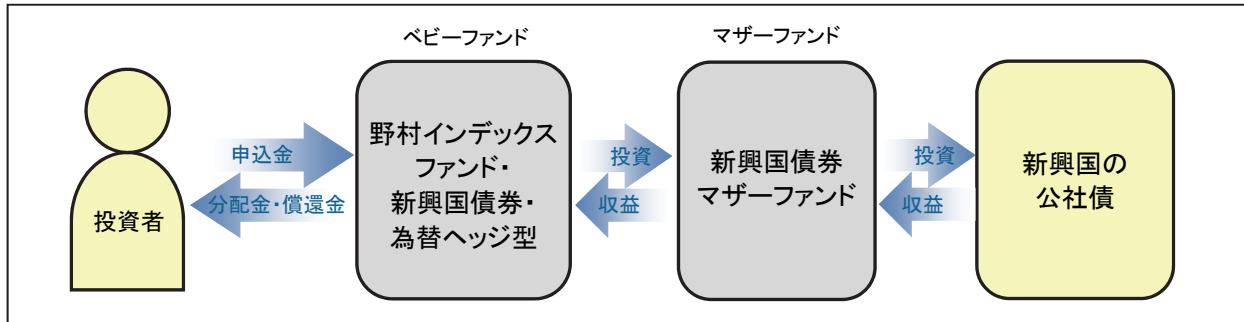 ベビーファンド
マザーファンド
投資者
申込金
分配金・償還金
野村インデックス
ファンド・
新興国債券・
為替ヘッジ型
投資
収益
新興国債券
マザーファンド
投資
収益
新興国の
公社債